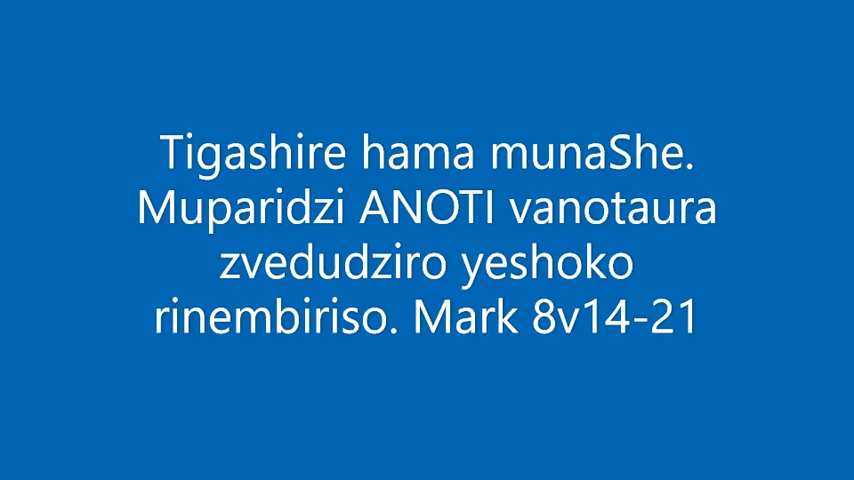 Tigashire hama munaShe.
Muparidzi ANOTI vanotaura
zvedudziro yeshoko
rinembiriso. Mark 8v14-21